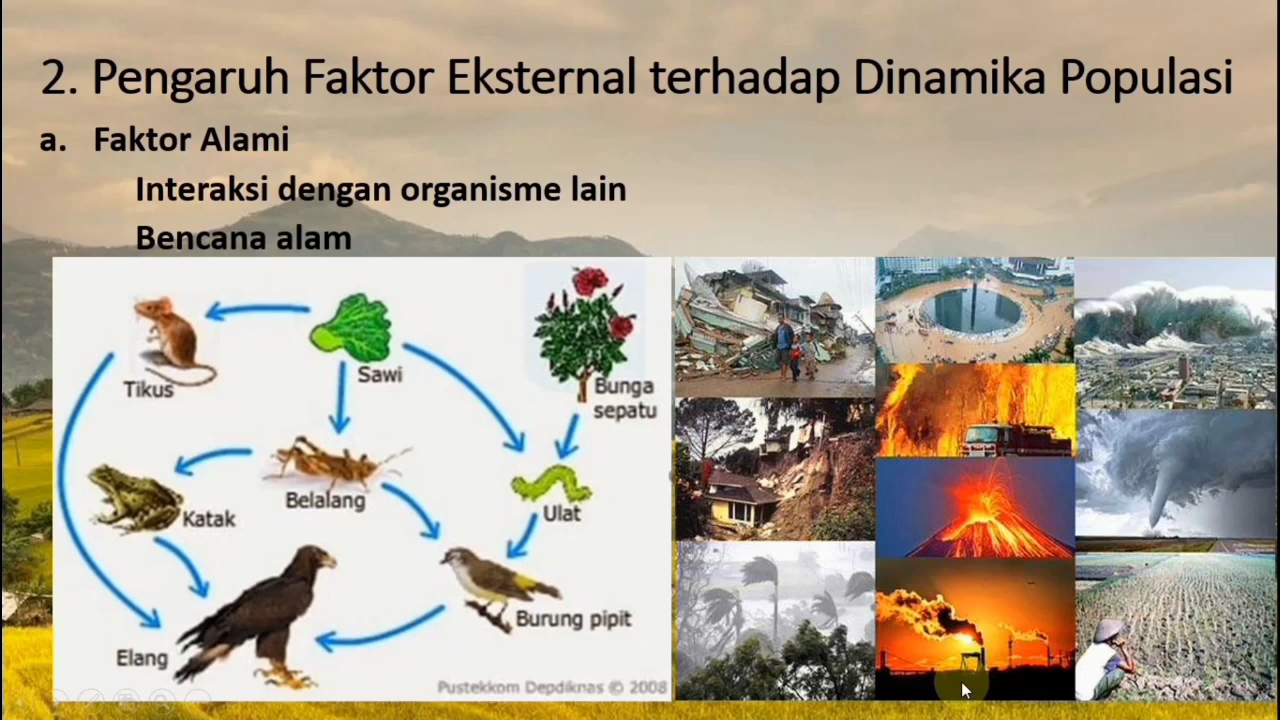 2. Pengaruh Faktor Eksternal terhadap Dinamika Populasi
a. Faktor Alami
Interaksi dengan organisme lain
Bencana alam
Tikus
Sawi
Bunga
sepatu
Katak
Belalang
Ulat
Elang
Burung pipit
Pustekkom Depdiknas © 2008